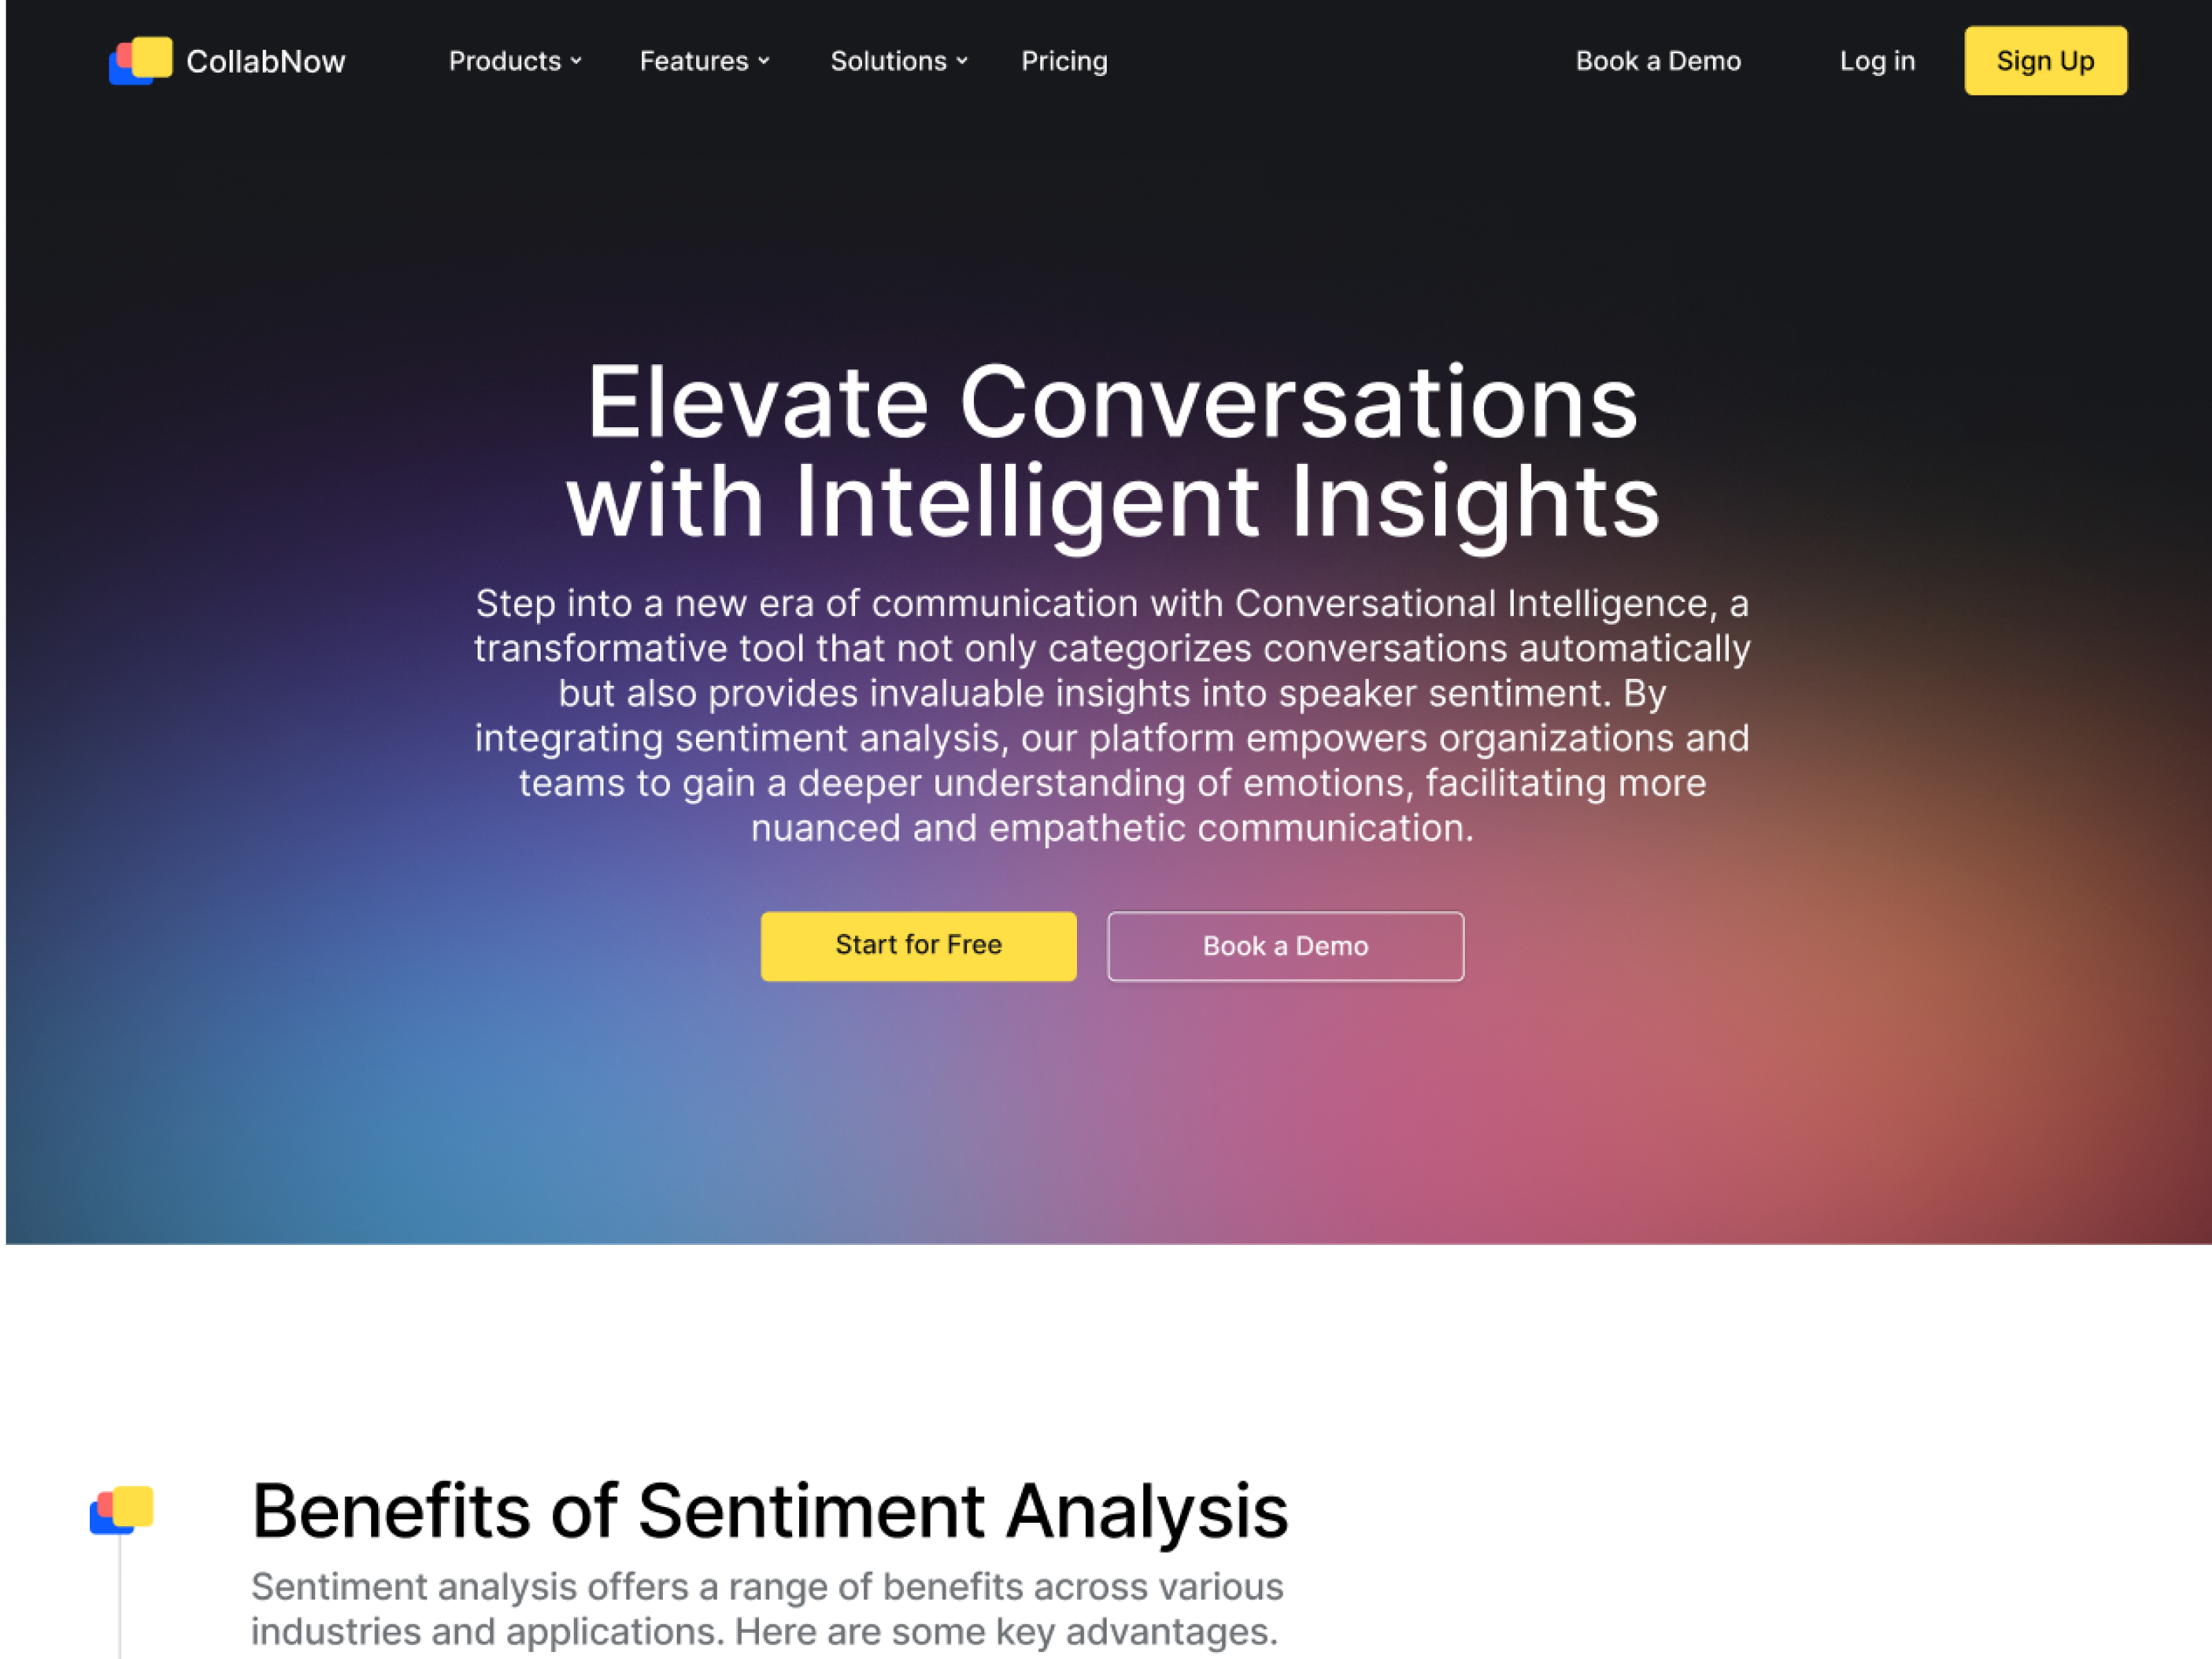 CollabNow
Products
Features
Solutions
Pricing
Book a Demo
Log in
Sign Up
Elevate Conversations
with Intelligent Insights
Step into a new era of communication with Conversational Intelligence, a
transformative tool that not only categorizes conversations automatically
but also provides invaluable insights into speaker sentiment. By
integrating sentiment analysis, our platform empowers organizations and
teams to gain a deeper understanding of emotions, facilitating more
nuanced and empathetic communication.
Start for Free
Book a Demo
Benefits of Sentiment Analysis
Sentiment analysis offers a range of benefits across various
industries and applications. Here are some key advantages.